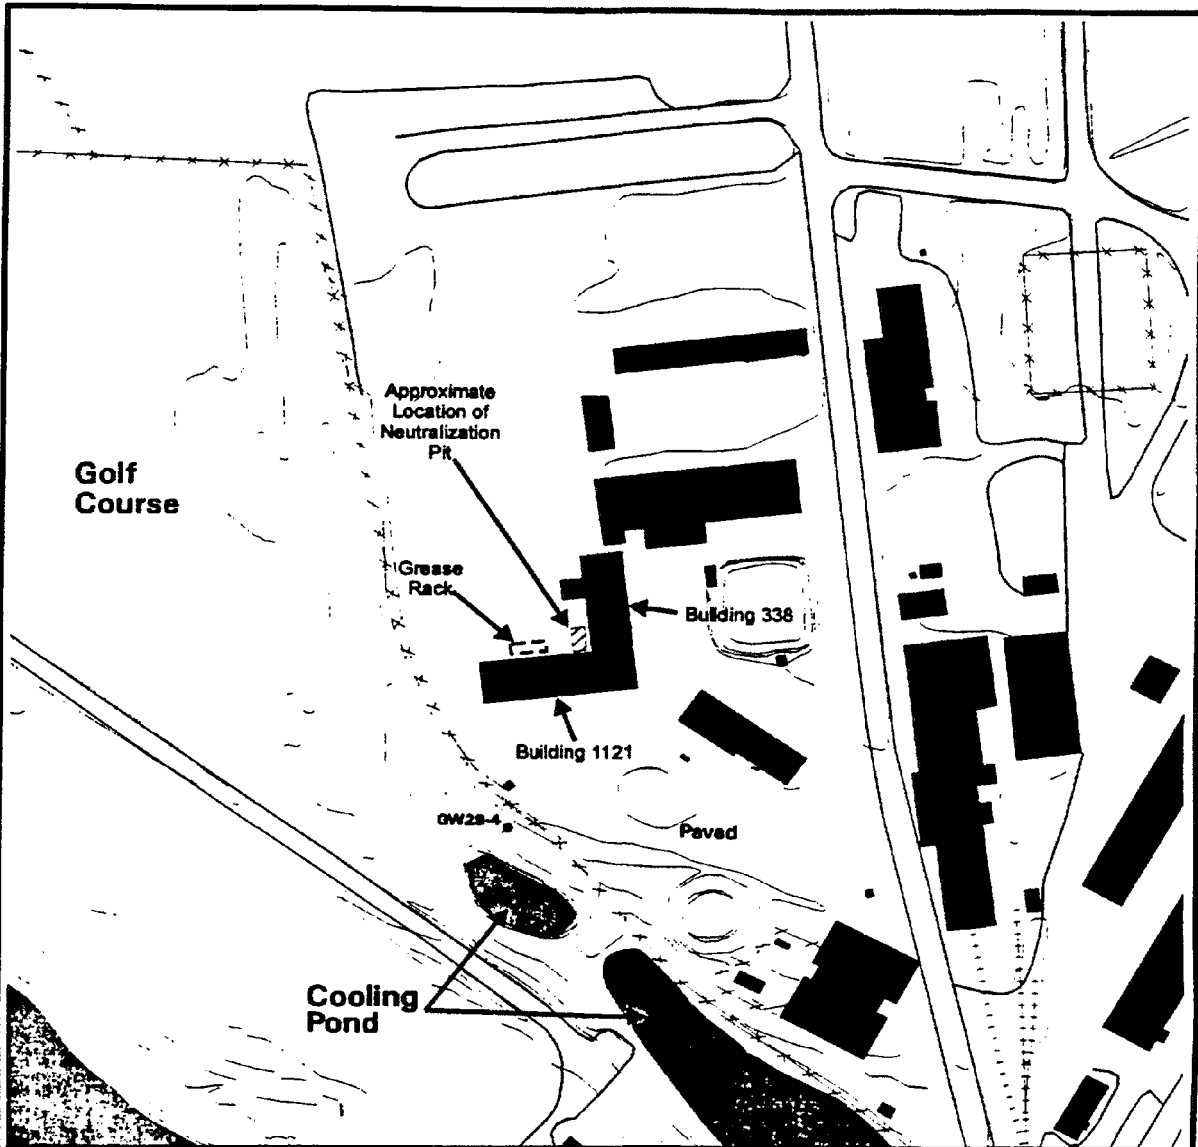 Approximate
Location of
Neutralization
Pit
Golf
Course
Grease
Rack
Building 338
Building 1121
GW28-4
Paved
Cooling
Pond